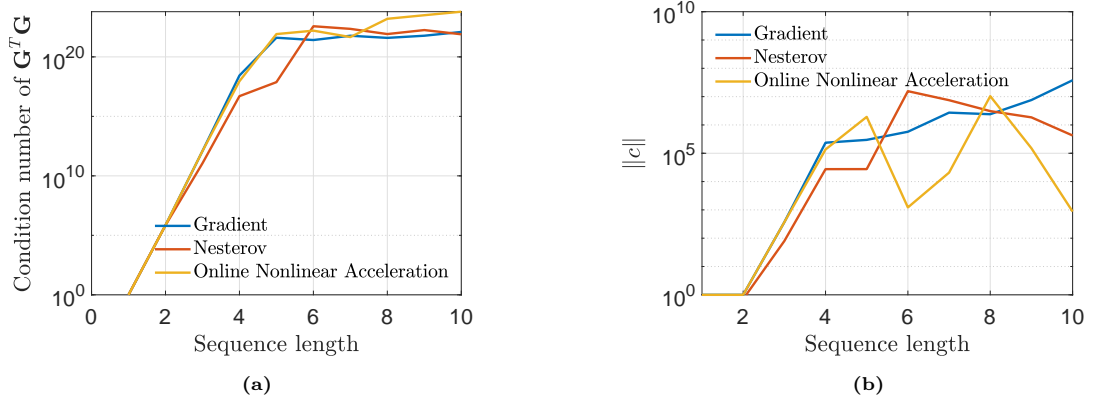 Condition number of G^T G
10^20
10^10
10^0
0
2
4
6
8
10
Sequence length
Gradient
Nesterov
Online Nonlinear Acceleration
(a)
‖c‖
10^10
10^5
10^0
2
4
6
8
10
Sequence length
Gradient
Nesterov
Online Nonlinear Acceleration
(b)